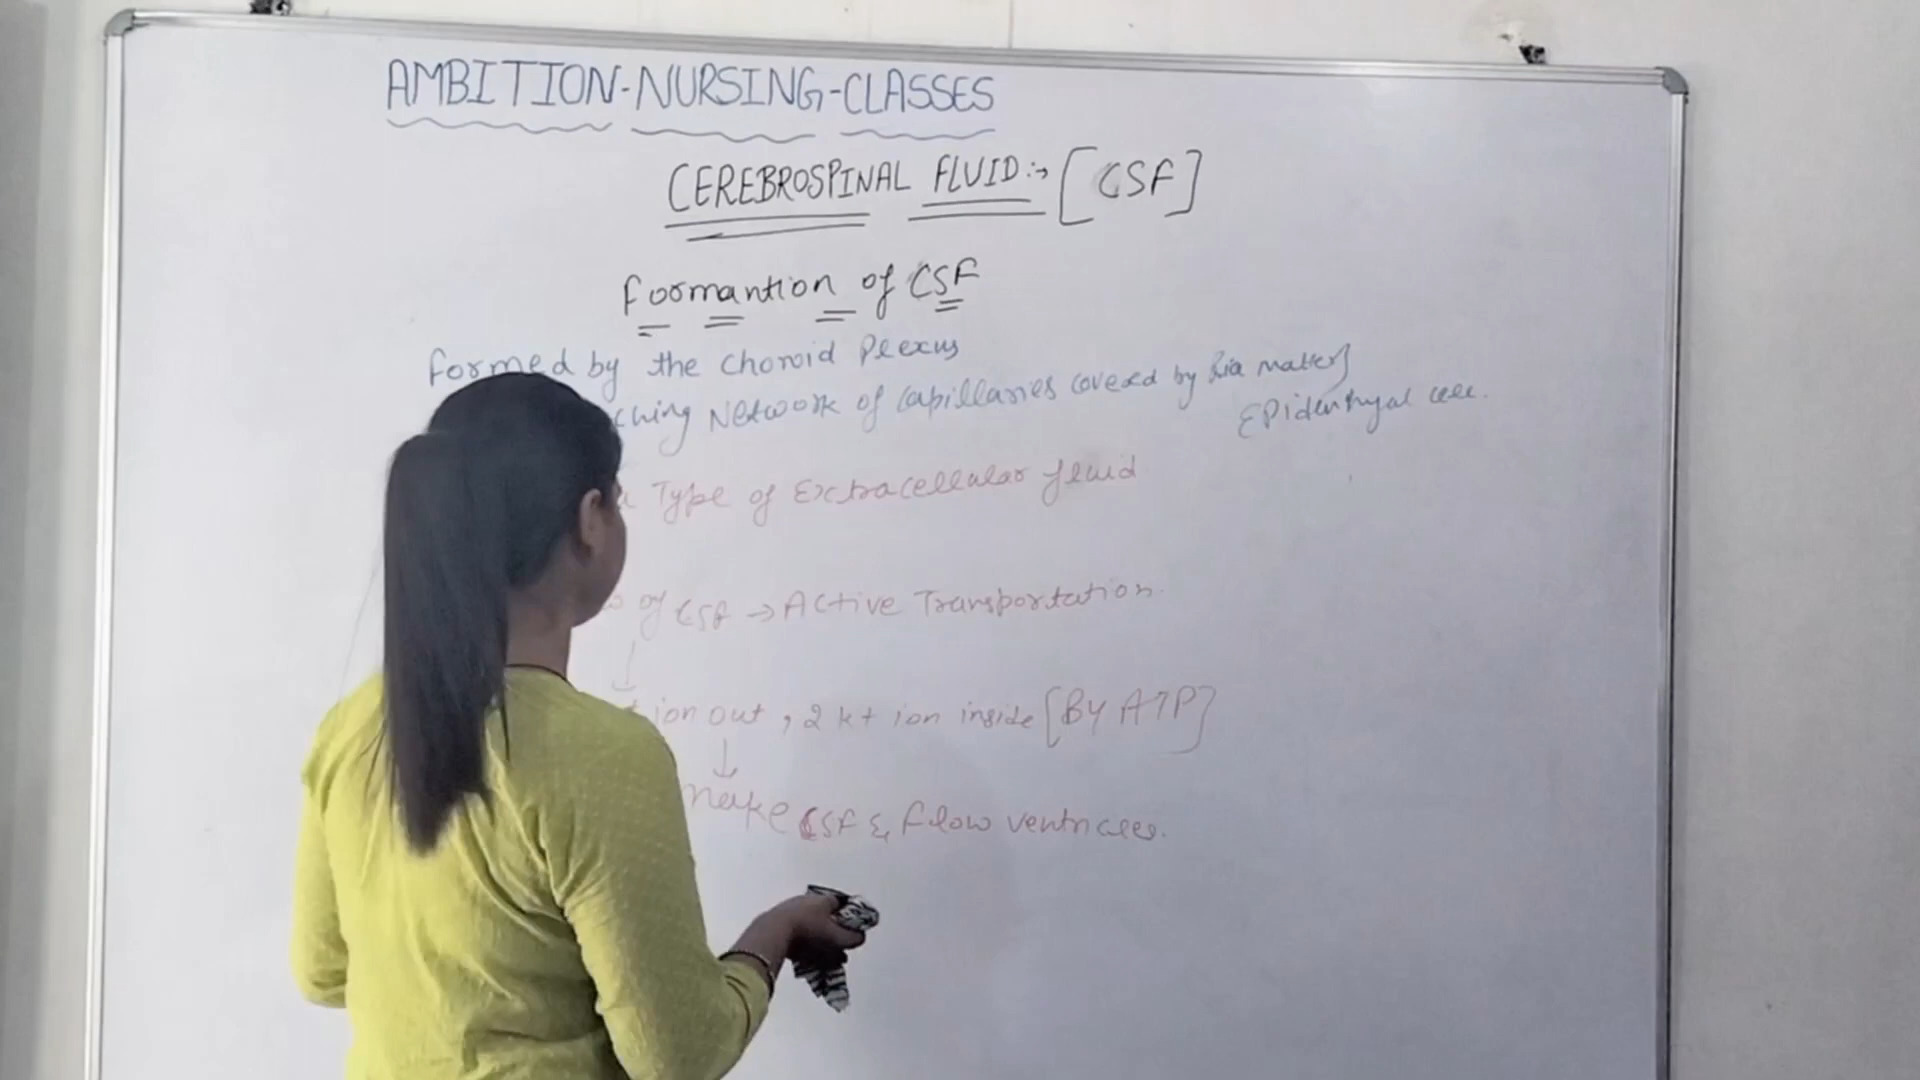 AMBITION-NURSING-CLASSES
CEREBROSPINAL FLUID:→ [CSF]
Formantion of CSF
Formed by the choroid Plexus
Network of capillaries covered by Pia matter}
Epidenhyal cell.
Type of Extracellular fluid
of CSF → Active Transportation.
↓
ion out, 2 k+ ion inside [By ATP]
↓
make CSF & flow ventricles.